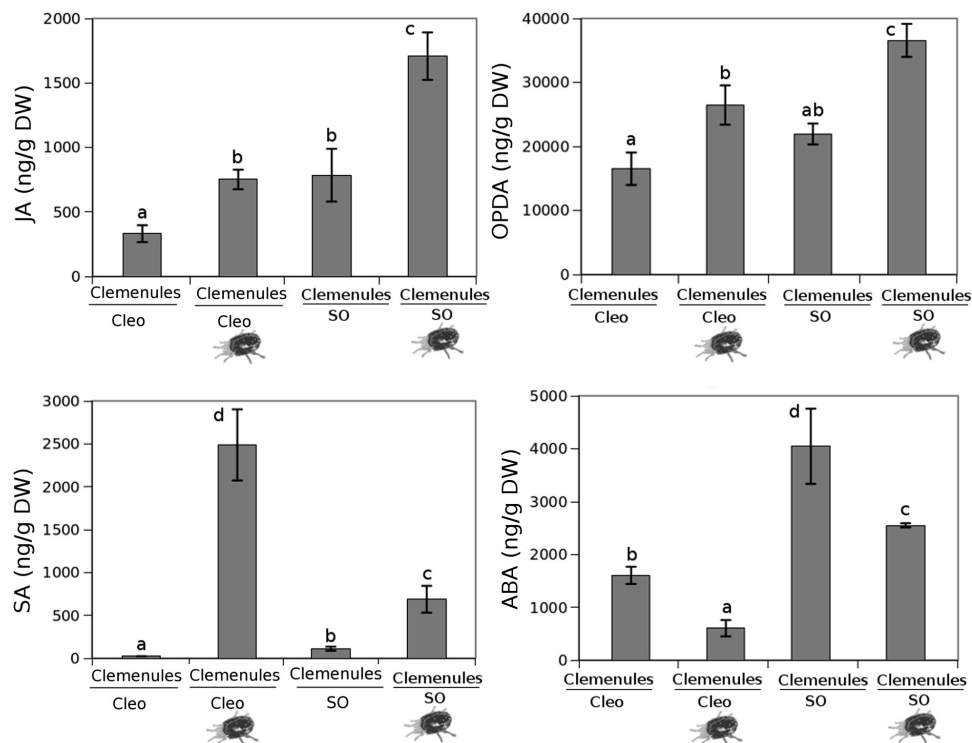 JA (ng/g DW)
2000
1500
1000
500
0
a
b
b
c
Clemenules
Cleo
Clemenules
Cleo
Clemenules
SO
Clemenules
SO
OPDA (ng/g DW)
40000
30000
20000
10000
0
a
b
ab
c
Clemenules
Cleo
Clemenules
Cleo
Clemenules
SO
Clemenules
SO
SA (ng/g DW)
3000
2500
2000
1500
1000
500
0
a
d
b
c
Clemenules
Cleo
Clemenules
Cleo
Clemenules
SO
Clemenules
SO
ABA (ng/g DW)
5000
4000
3000
2000
1000
0
b
a
d
c
Clemenules
Cleo
Clemenules
Cleo
Clemenules
SO
Clemenules
SO